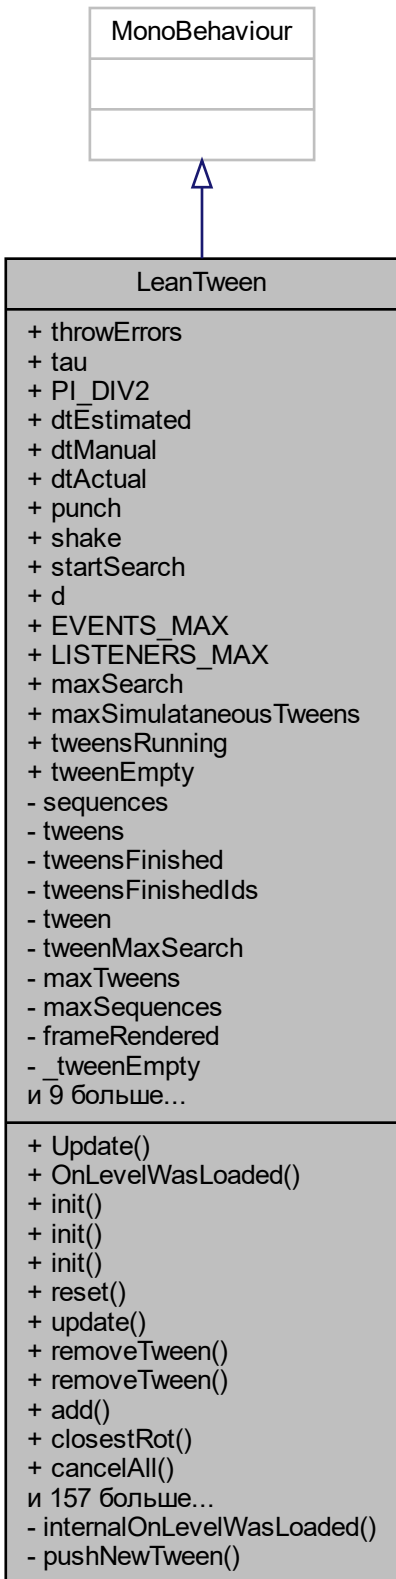 MonoBehaviour
LeanTween
+ throwErrors
+ tau
+ PI_DIV2
+ dtEstimated
+ dtManual
+ dtActual
+ punch
+ shake
+ startSearch
+ d
+ EVENTS_MAX
+ LISTENERS_MAX
+ maxSearch
+ maxSimulataneousTweens
+ tweensRunning
+ tweenEmpty
- sequences
- tweens
- tweensFinished
- tweensFinishedIds
- tween
- tweenMaxSearch
- maxTweens
- maxSequences
- frameRendered
- _tweenEmpty
и 9 больше...
+ Update()
+ OnLevelWasLoaded()
+ init()
+ init()
+ init()
+ reset()
+ update()
+ removeTween()
+ removeTween()
+ add()
+ closestRot()
+ cancelAll()
и 157 больше...
- internalOnLevelWasLoaded()
- pushNewTween()